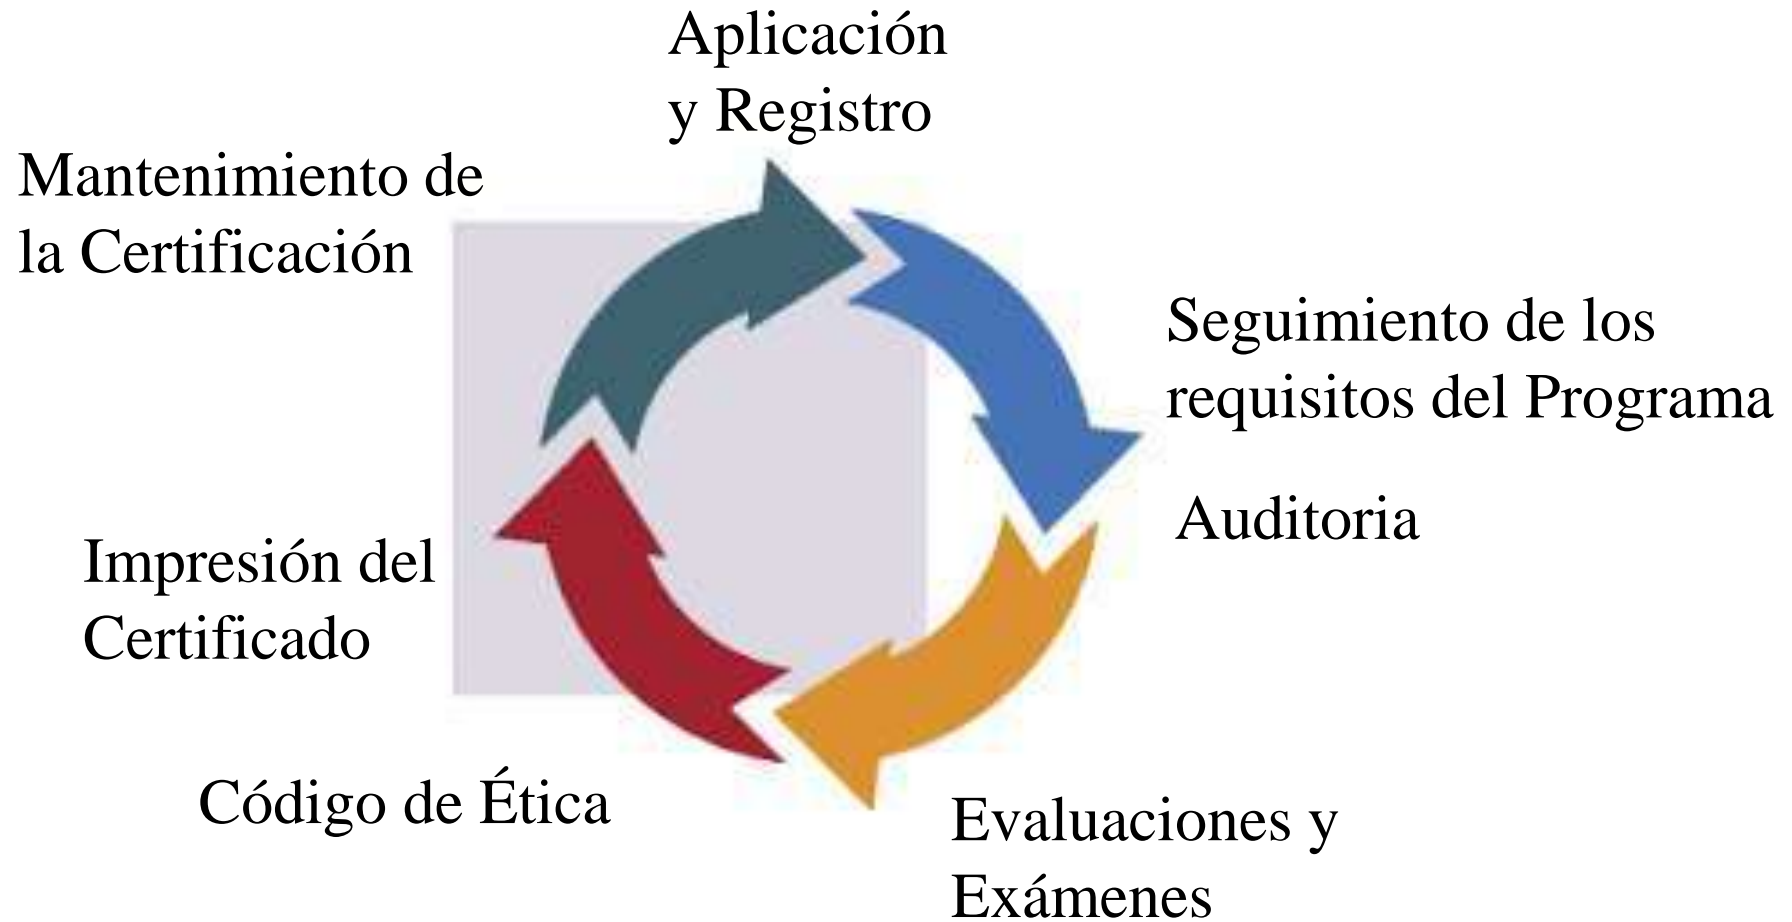 Aplicación
y Registro
Mantenimiento de
la Certificación
Seguimiento de los
requisitos del Programa
Auditoria
Impresión del
Certificado
Código de Ética
Evaluaciones y
Exámenes